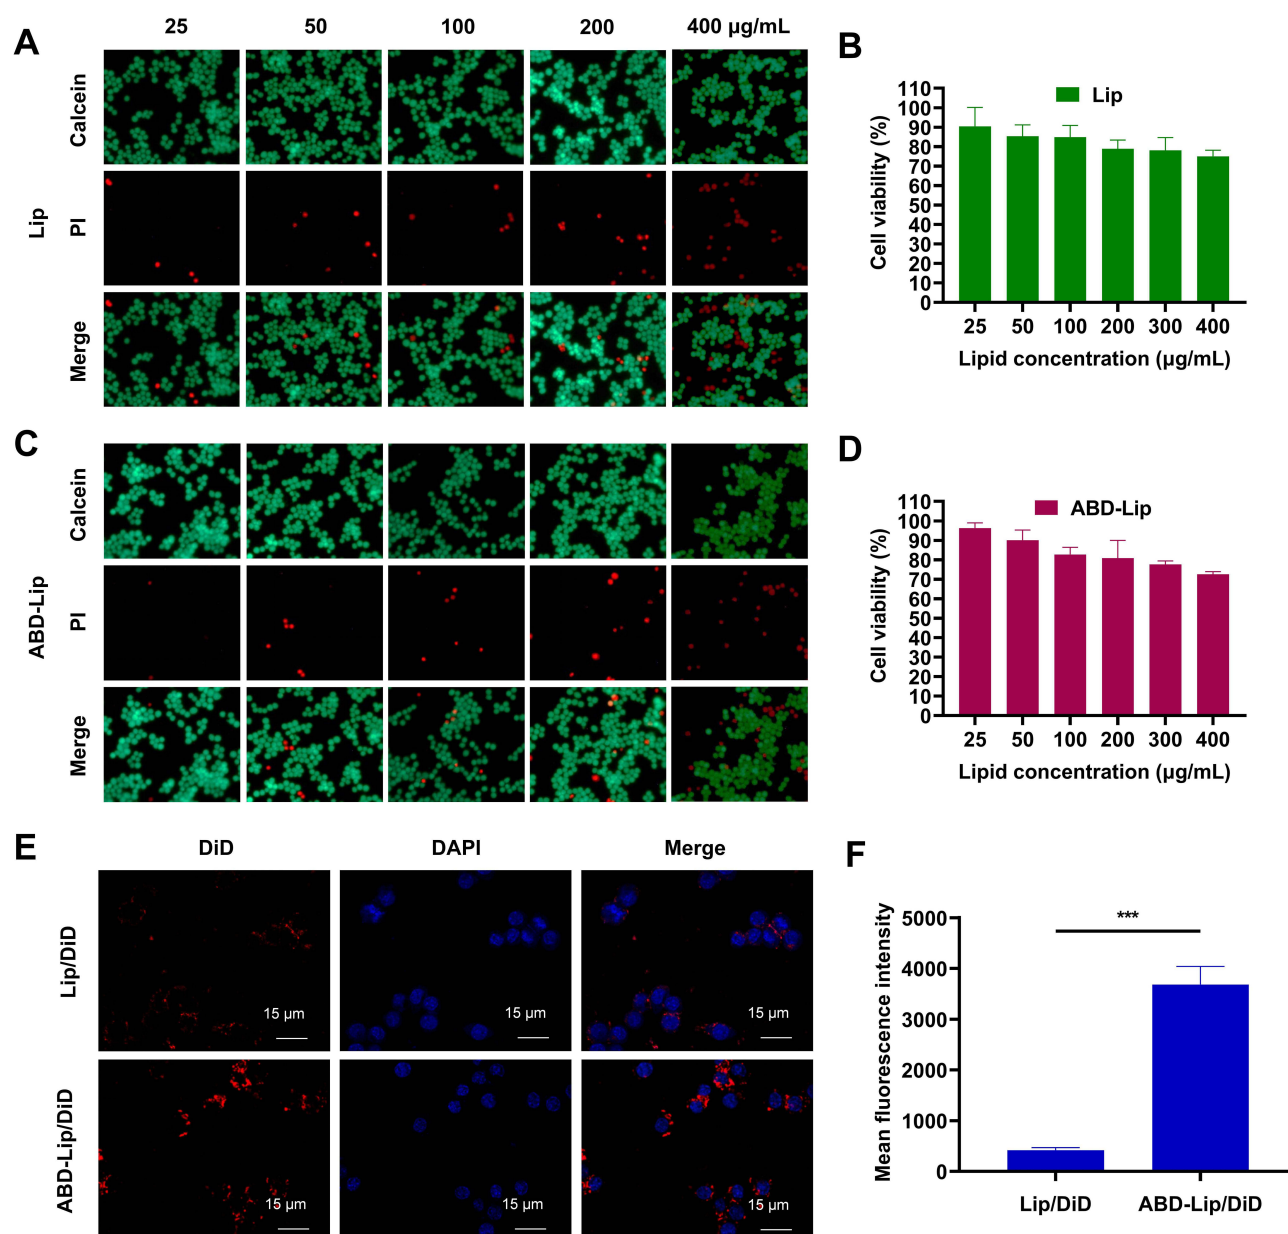 A
25 50 100 200 400 µg/mL
Lip
Calcein
PI
Merge
B
Lip
Cell viability (%)
110
100
90
80
70
60
50
40
30
20
10
0
25 50 100 200 300 400
Lipid concentration (µg/mL)
C
ABD-Lip
Calcein
PI
Merge
D
ABD-Lip
Cell viability (%)
110
100
90
80
70
60
50
40
30
20
10
0
25 50 100 200 300 400
Lipid concentration (µg/mL)
E
DiD DAPI Merge
Lip/DiD
15 µm 15 µm 15 µm
ABD-Lip/DiD
15 µm 15 µm 15 µm
F
Mean fluorescence intensity
5000
4000
3000
2000
1000
0
***
Lip/DiD ABD-Lip/DiD